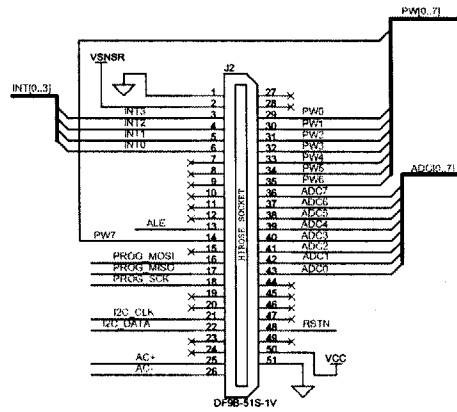 PW[0..7]
VSNSR
J2
INT[0..3]
1 27
2 28
INT3 3 29 PW0
INT2 4 30 PW1
INT1 5 31 PW2
INT0 6 32 PW3
7 33 PW4
8 34 PW5
9 35 PW6
10 36 ADC7
11 37 ADC6
12 38 ADC5
ALE 13 39 ADC4
PW7 14 40 ADC3
15 41 ADC2
PROG_MOSI 16 42 ADC1
PROG_MISO 17 43 ADC0
PROG_SCK 18 44
19 45
20 46
I2C_CLK 21 47
I2C_DATA 22 48 RSTN
23 49
24 50 VCC
AC+ 25 51
AC- 26
ADC[0..7]
HIROSE SOCKET
DF9B-51S-1V